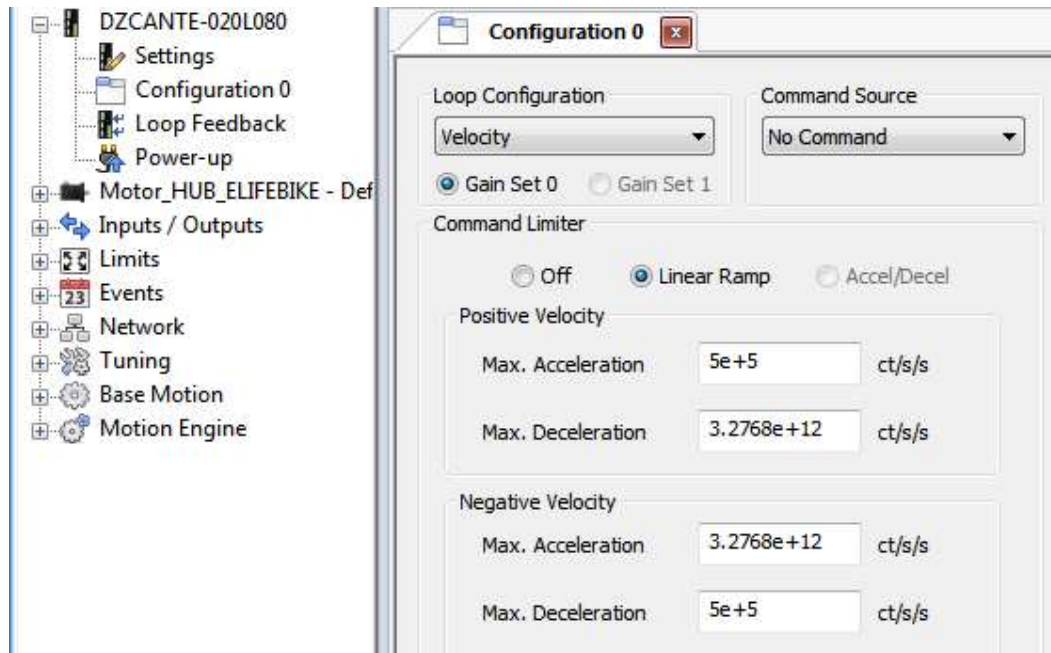 DZCANTE-020L080
Settings
Configuration 0
Loop Feedback
Power-up
Motor_HUB_ELIFEBIKE - Def
Inputs / Outputs
Limits
23 Events
Network
Tuning
Base Motion
Motion Engine
Configuration 0 x
Loop Configuration
Velocity
Gain Set 0 Gain Set 1
Command Source
No Command
Command Limiter
Off Linear Ramp Accel/Decel
Positive Velocity
Max. Acceleration 5e+5 ct/s/s
Max. Deceleration 3.2768e+12 ct/s/s
Negative Velocity
Max. Acceleration 3.2768e+12 ct/s/s
Max. Deceleration 5e+5 ct/s/s